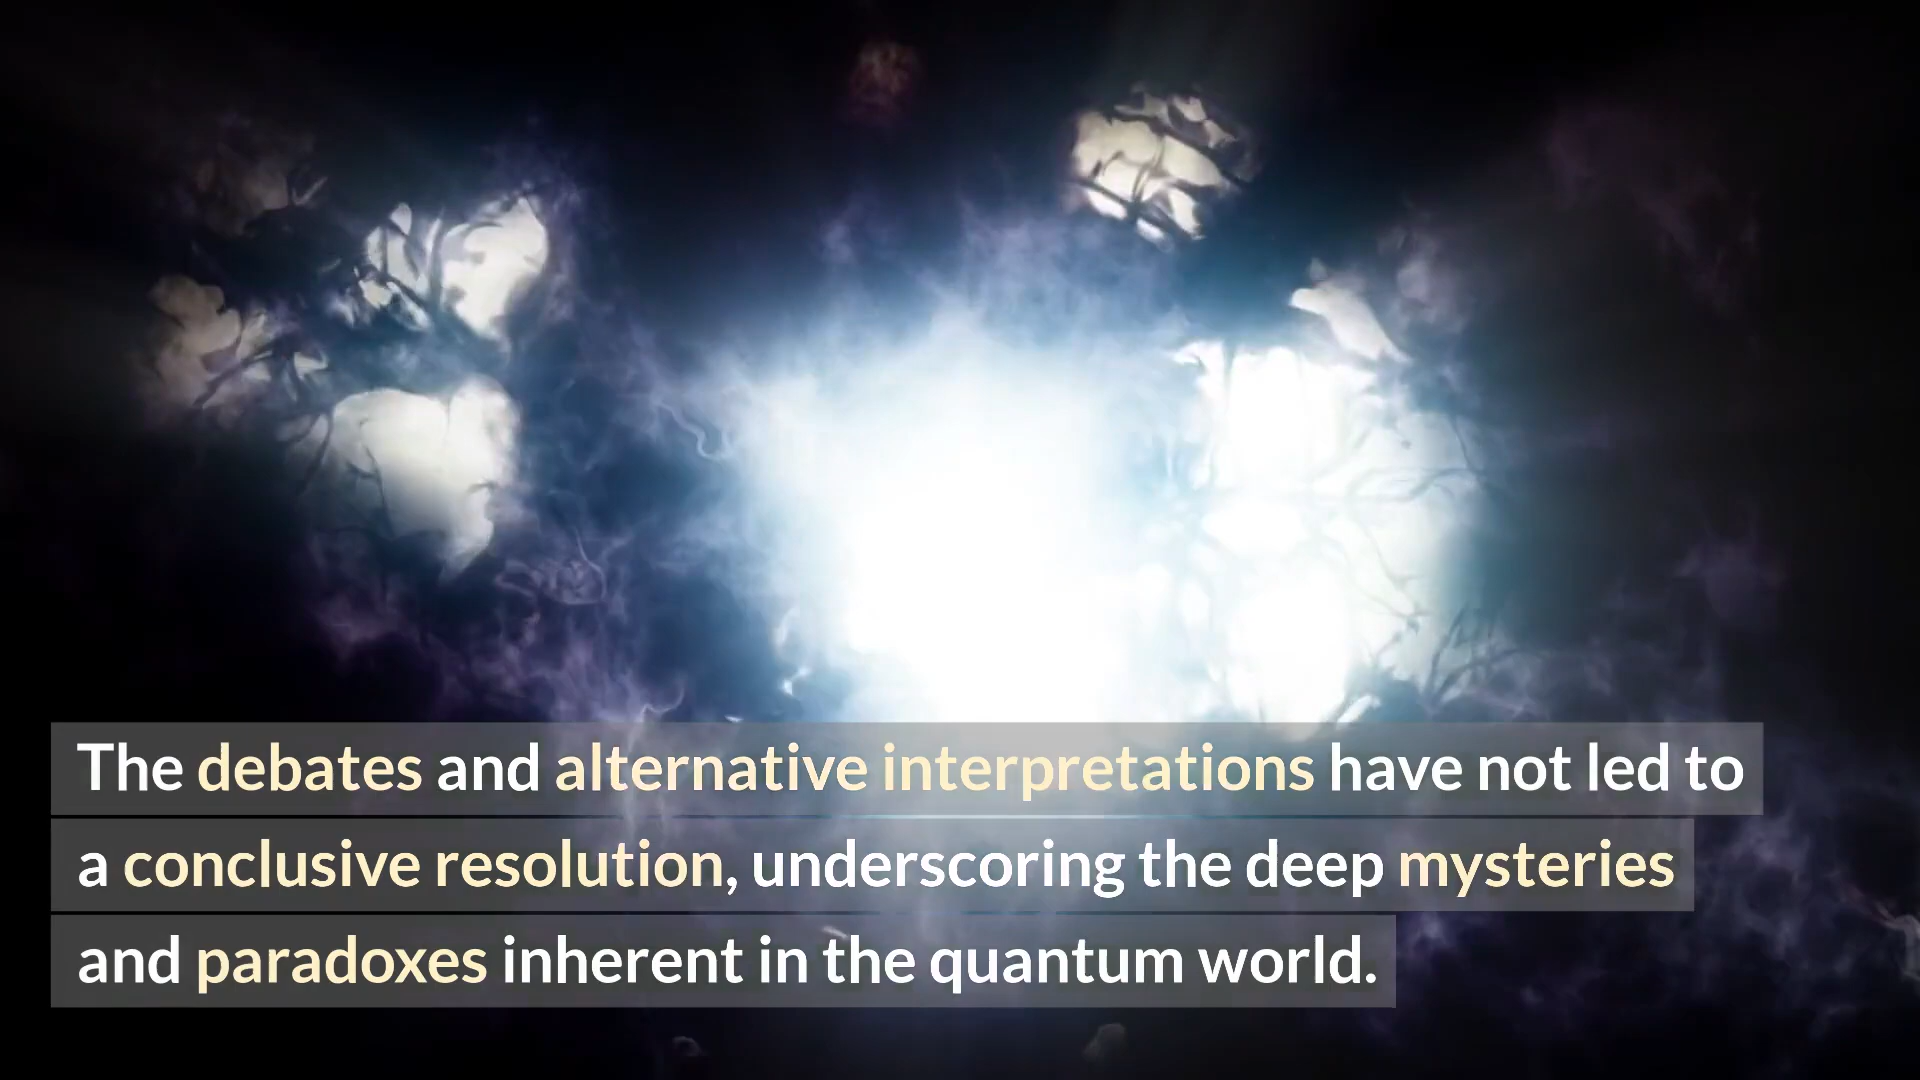 The debates and alternative interpretations have not led to
a conclusive resolution, underscoring the deep mysteries
and paradoxes inherent in the quantum world.